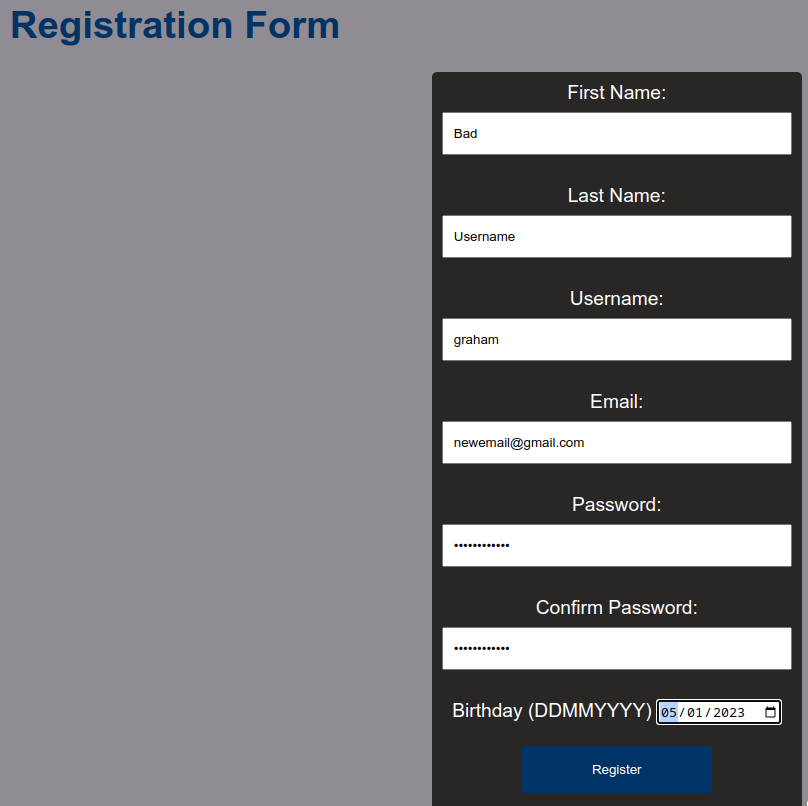 Registration Form
First Name:
Bad
Last Name:
Username
Username:
graham
Email:
newemail@gmail.com
Password:
••••••••••••
Confirm Password:
••••••••••••
Birthday (DDMMYYYY) 05/01/2023
Register